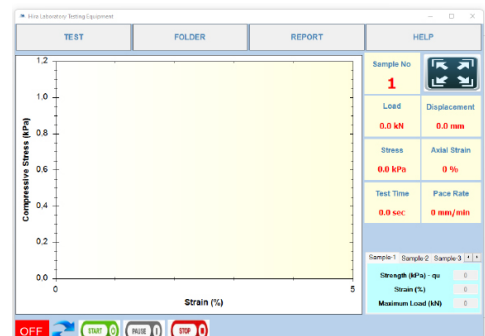 Hira Laboratory Testing Equipment
TEST FOLDER REPORT HELP
Sample No
1
Load Displacement
0.0 kN 0.0 mm
Stress Axial Strain
0.0 kPa 0 %
Test Time Pace Rate
0.0 sec 0 mm/min
Compressive Stress (kPa)
1.2
1.0
0.8
0.6
0.4
0.2
0.0
0 5
Strain (%)
Sample-1 Sample-2 Sample-3
Strength (kPa) - qu 0
Strain (%) 0
Maximum Load (kN) 0
OFF START PAUSE STOP